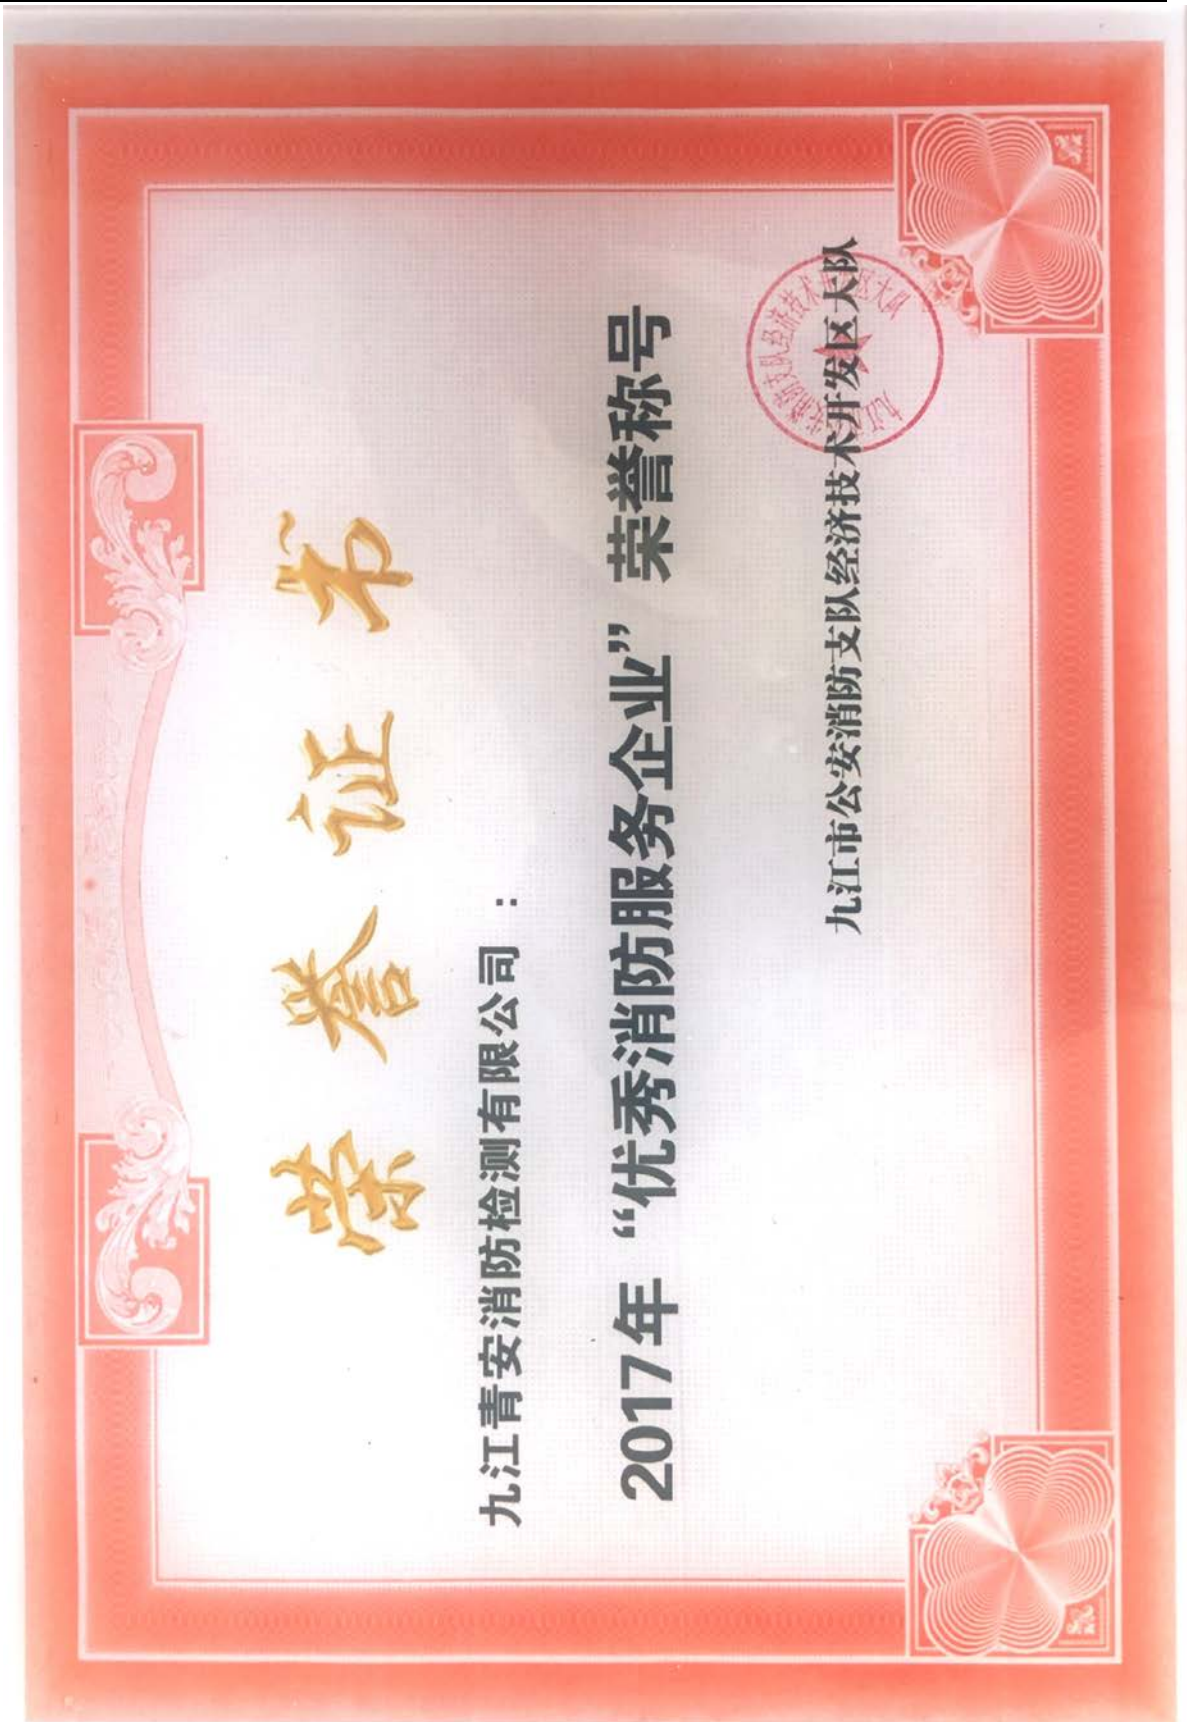 荣誉证书
九江青安消防检测有限公司：
2017年“优秀消防服务企业”荣誉称号
九江市公安消防支队经济技术开发区大队